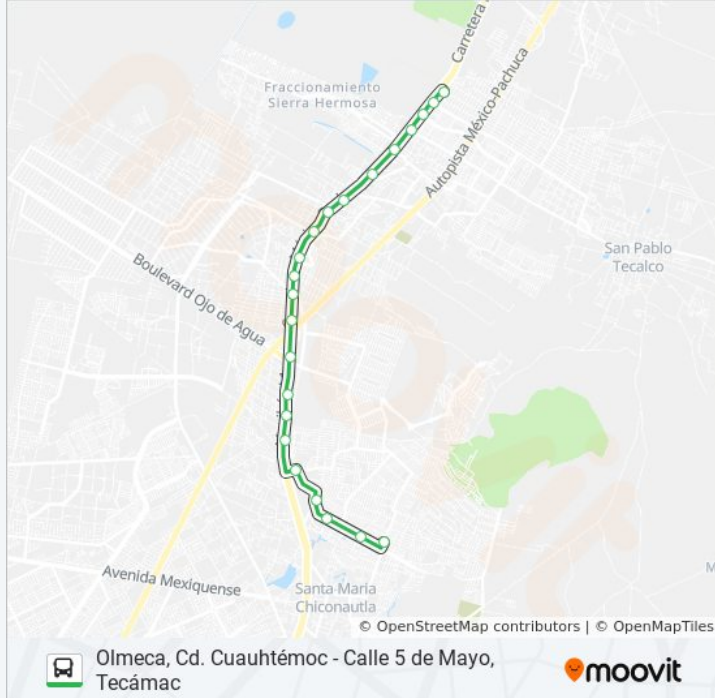 Carretera
Fraccionamiento
Sierra Hermosa
Autopista México-Pachuca
San Pablo
Tecalco
Boulevard Ojo de Agua
Avenida Mexiquense
Santa Maria
Chiconautla
M
© OpenStreetMap contributors | © OpenMapTiles
Olmeca, Cd. Cuauhtémoc - Calle 5 de Mayo,
Tecámac
moovit